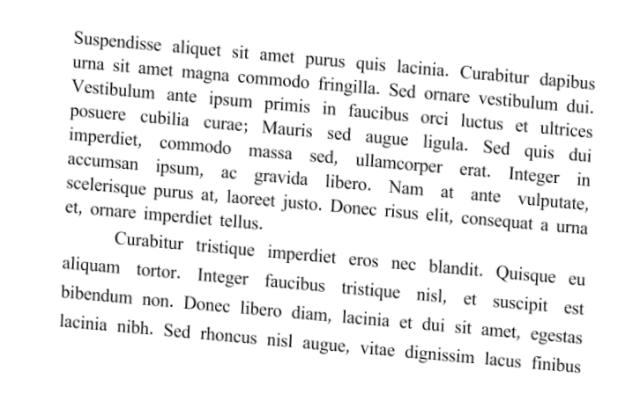 Suspendisse aliquet sit amet purus quis lacinia. Curabitur dapibus
urna sit amet magna commodo fringilla. Sed ornare vestibulum dui.
Vestibulum ante ipsum primis in faucibus orci luctus et ultrices
posuere cubilia curae; Mauris sed augue ligula. Sed quis dui
imperdiet, commodo massa sed, ullamcorper erat. Integer in
accumsan ipsum, ac gravida libero. Nam at ante vulputate,
scelerisque purus at, laoreet justo. Donec risus elit, consequat a urna
et, ornare imperdiet tellus.
Curabitur tristique imperdiet eros nec blandit. Quisque eu
aliquam tortor. Integer faucibus tristique nisl, et suscipit est
bibendum non. Donec libero diam, lacinia et dui sit amet, egestas
lacinia nibh. Sed rhoncus nisl augue, vitae dignissim lacus finibus